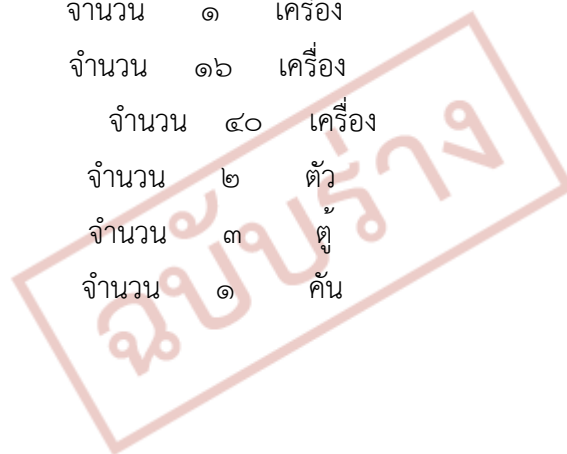 จำนวน ๑ เครื่อง
จำนวน ๑๖ เครื่อง
จำนวน ๔๐ เครื่อง
จำนวน ๒ ตัว
จำนวน ๓ ตู้
จำนวน ๑ คัน
ฉบับร่าง